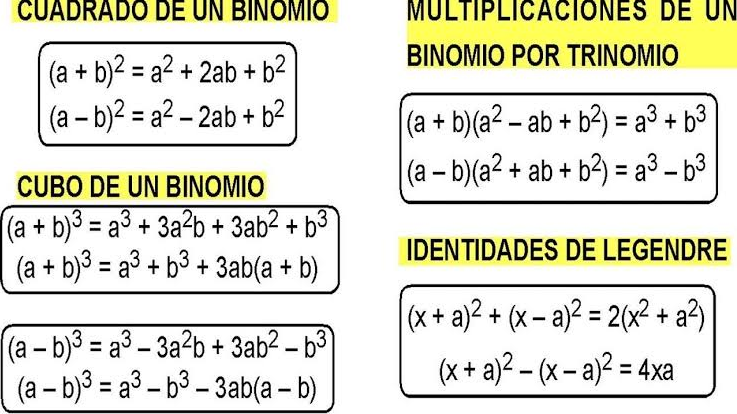 CUADRADO DE UN BINOMIO
(a + b)² = a² + 2ab + b²
(a – b)² = a² – 2ab + b²
CUBO DE UN BINOMIO
(a + b)³ = a³ + 3a²b + 3ab² + b³
(a + b)³ = a³ + b³ + 3ab(a + b)
(a – b)³ = a³ – 3a²b + 3ab² – b³
(a – b)³ = a³ – b³ – 3ab(a – b)
MULTIPLICACIONES DE UN
BINOMIO POR TRINOMIO
(a + b)(a² – ab + b²) = a³ + b³
(a – b)(a² + ab + b²) = a³ – b³
IDENTIDADES DE LEGENDRE
(x + a)² + (x – a)² = 2(x² + a²)
(x + a)² – (x – a)² = 4xa